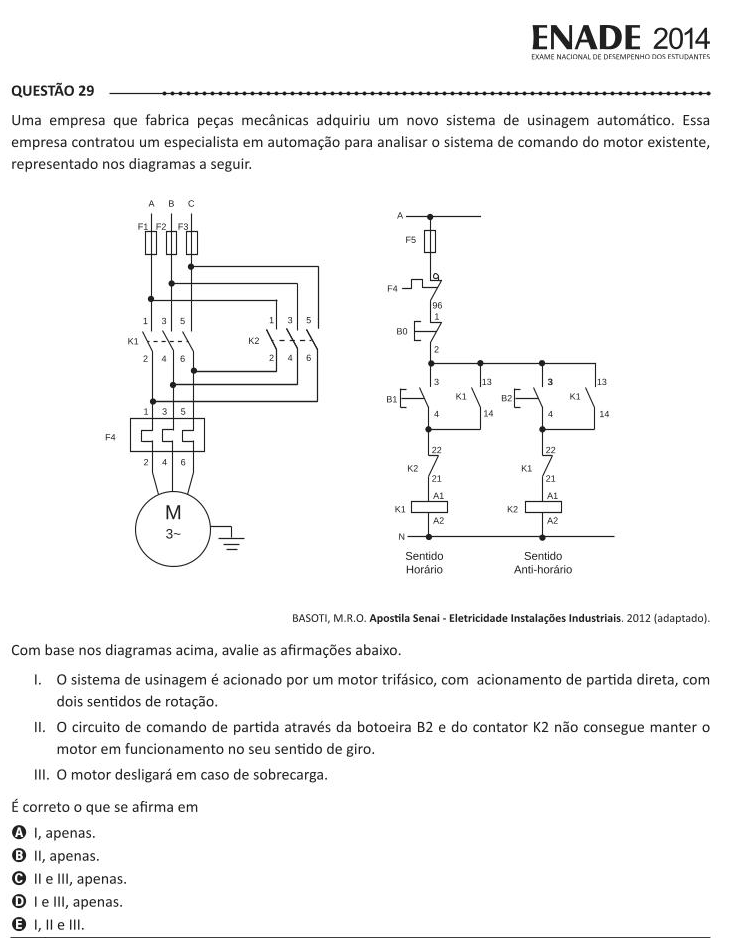 ENADE 2014
EXAME NACIONAL DE DESEMPENHO DOS ESTUDANTES
QUESTÃO 29
Uma empresa que fabrica peças mecânicas adquiriu um novo sistema de usinagem automático. Essa
empresa contratou um especialista em automação para analisar o sistema de comando do motor existente,
representado nos diagramas a seguir.
A B C
F1 F2 F3
1 3 5
K1
2 4 6
1 3 5
K2
2 4 6
1 3 5
F4
2 4 6
M
3~
A
F5
F4
96
1
B0
2
3 13 3 13
B1 K1 B2 K1
4 14 4 14
22 22
K2 K1
21 21
A1 A1
K1 K2
A2 A2
N
Sentido Sentido
Horário Anti-horário
BASOTI, M.R.O. Apostila Senai - Eletricidade Instalações Industriais. 2012 (adaptado).
Com base nos diagramas acima, avalie as afirmações abaixo.
I. O sistema de usinagem é acionado por um motor trifásico, com acionamento de partida direta, com
dois sentidos de rotação.
II. O circuito de comando de partida através da botoeira B2 e do contator K2 não consegue manter o
motor em funcionamento no seu sentido de giro.
III. O motor desligará em caso de sobrecarga.
É correto o que se afirma em
A I, apenas.
B II, apenas.
C II e III, apenas.
D I e III, apenas.
E I, II e III.